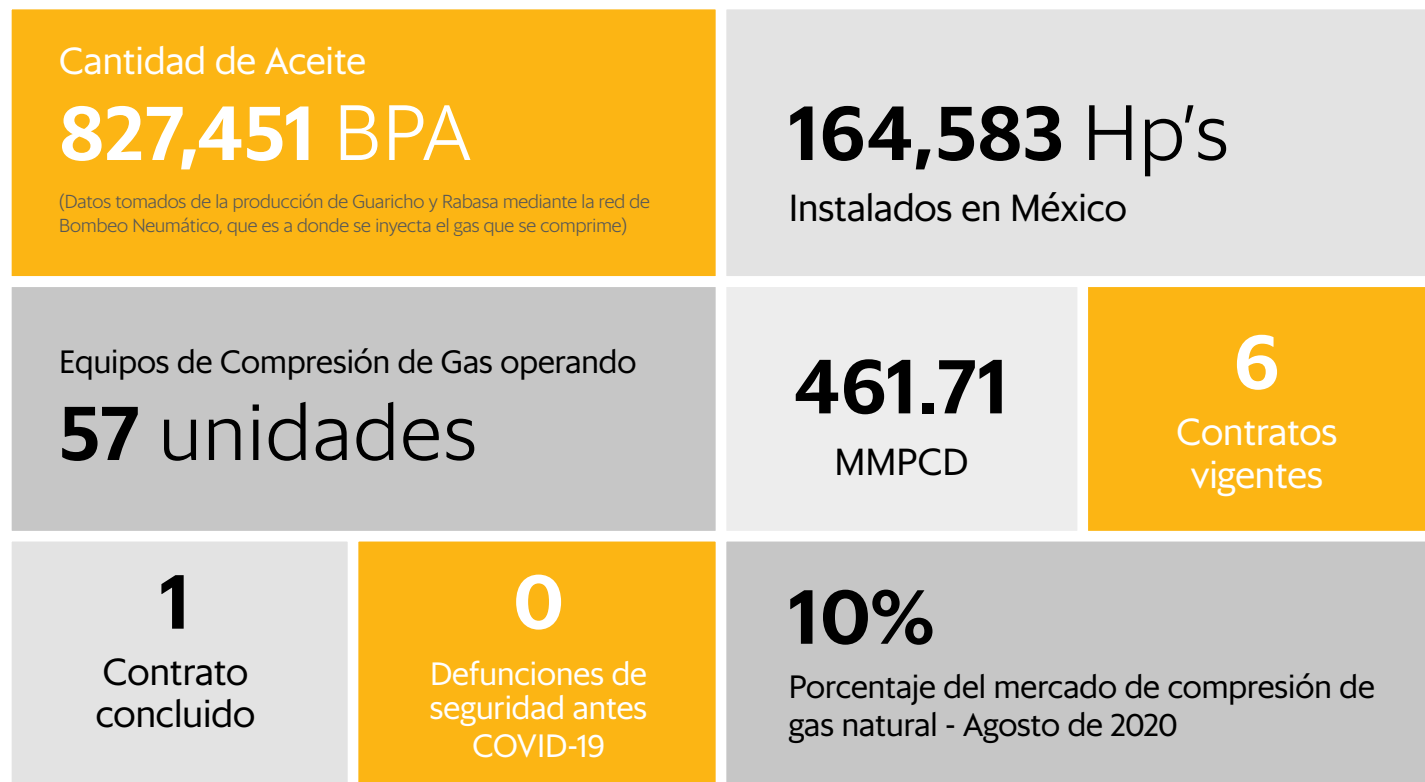 Cantidad de Aceite
827,451 BPA
(Datos tomados de la producción de Guaricho y Rabasa mediante la red de
Bombeo Neumático, que es a donde se inyecta el gas que se comprime)
164,583 Hp's
Instalados en México
Equipos de Compresión de Gas operando
57 unidades
461.71
MMPCD
6
Contratos
vigentes
1
Contrato
concluido
0
Defunciones de
seguridad antes
COVID-19
10%
Porcentaje del mercado de compresión de
gas natural - Agosto de 2020